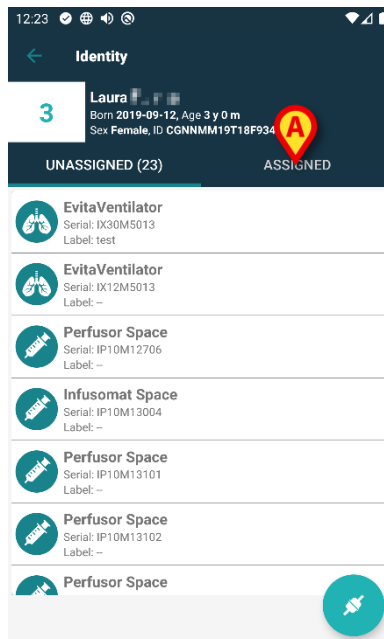 12:23
Identity
3
Laura
Born 2019-09-12, Age 3 y 0 m
Sex Female, ID CGNNMM19T18F934
A
UNASSIGNED (23)
ASSIGNED
EvitaVentilator
Serial: IX30M5013
Label: test
EvitaVentilator
Serial: IX12M5013
Label: --
Perfusor Space
Serial: IP10M12706
Label: --
Infusomat Space
Serial: IP10M13004
Label: --
Perfusor Space
Serial: IP10M13101
Label: --
Perfusor Space
Serial: IP10M13102
Label: --
Perfusor Space